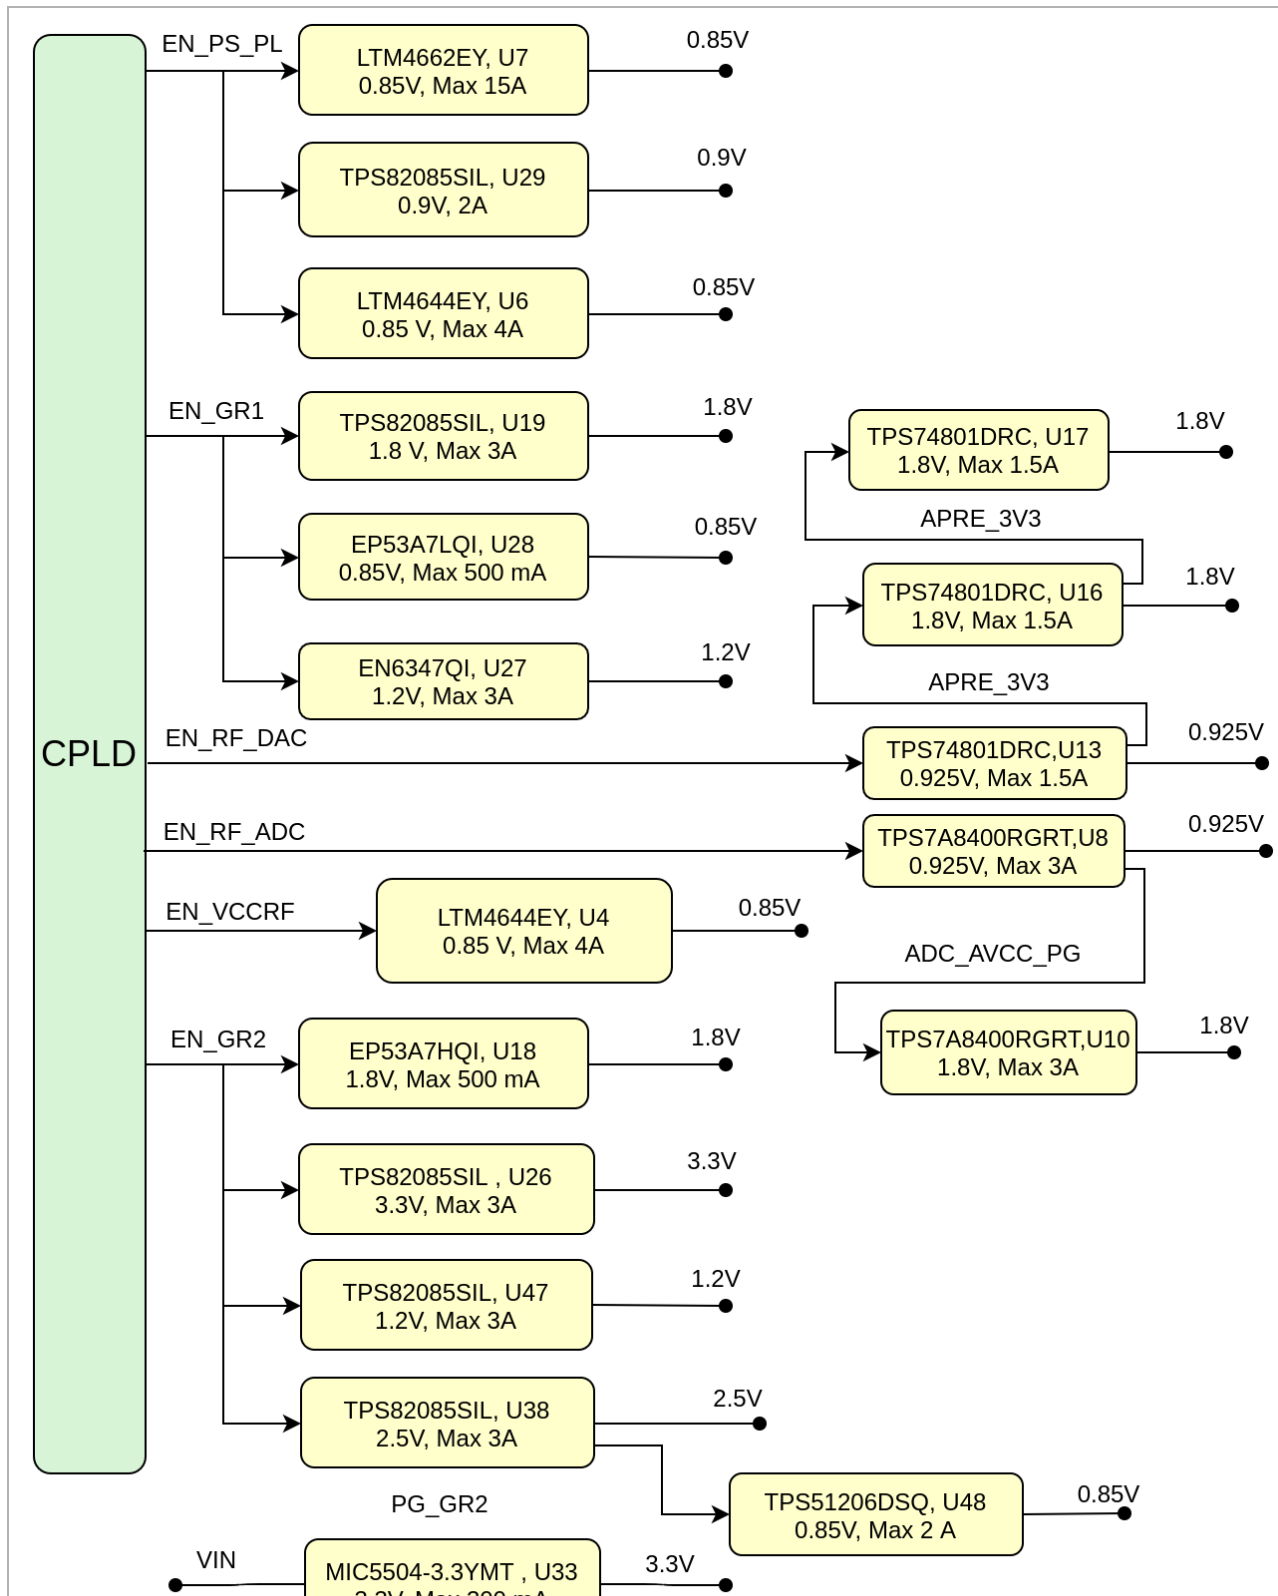 EN_PS_PL
LTM4662EY, U7
0.85V, Max 15A
0.85V
TPS82085SIL, U29
0.9V, 2A
0.9V
LTM4644EY, U6
0.85 V, Max 4A
0.85V
EN_GR1
TPS82085SIL, U19
1.8 V, Max 3A
1.8V
TPS74801DRC, U17
1.8V, Max 1.5A
1.8V
APRE_3V3
EP53A7LQI, U28
0.85V, Max 500 mA
0.85V
TPS74801DRC, U16
1.8V, Max 1.5A
1.8V
APRE_3V3
EN6347QI, U27
1.2V, Max 3A
1.2V
CPLD
EN_RF_DAC
TPS74801DRC,U13
0.925V, Max 1.5A
0.925V
EN_RF_ADC
TPS7A8400RGRT,U8
0.925V, Max 3A
0.925V
EN_VCCRF
LTM4644EY, U4
0.85 V, Max 4A
0.85V
ADC_AVCC_PG
TPS7A8400RGRT,U10
1.8V, Max 3A
1.8V
EN_GR2
EP53A7HQI, U18
1.8V, Max 500 mA
1.8V
TPS82085SIL , U26
3.3V, Max 3A
3.3V
TPS82085SIL, U47
1.2V, Max 3A
1.2V
TPS82085SIL, U38
2.5V, Max 3A
2.5V
PG_GR2
TPS51206DSQ, U48
0.85V, Max 2 A
0.85V
VIN
MIC5504-3.3YMT , U33
3.3V, Max 300 mA
3.3V